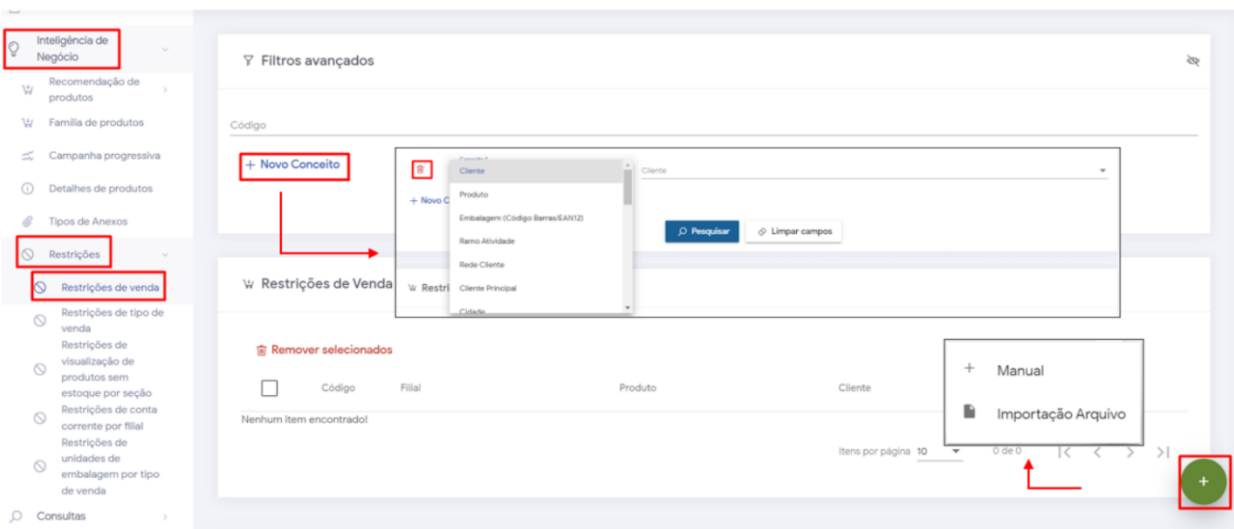 Inteligência de
Negócio
Recomendação de
produtos
Família de produtos
Campanha progressiva
Detalhes de produtos
Tipos de Anexos
Restrições
Restrições de venda
Restrições de tipo de
venda
Restrições de
visualização de
produtos sem
estoque por seção
Restrições de conta
corrente por filial
Restrições de
unidades de
embalagem por tipo
de venda
Consultas
Filtros avançados
Código
+ Novo Conceito
Cliente
Produto
Embalagem (Código Barras/EAN12)
Ramo Atividade
Rede Cliente
Cliente Principal
Cidade
Cliente
+ Novo C
Pesquisar
Limpar campos
Restrições de Venda
Restri
Remover selecionados
Código Filial Produto Cliente
Nenhum item encontrado!
+ Manual
Importação Arquivo
Itens por página 10
0 de 0
+